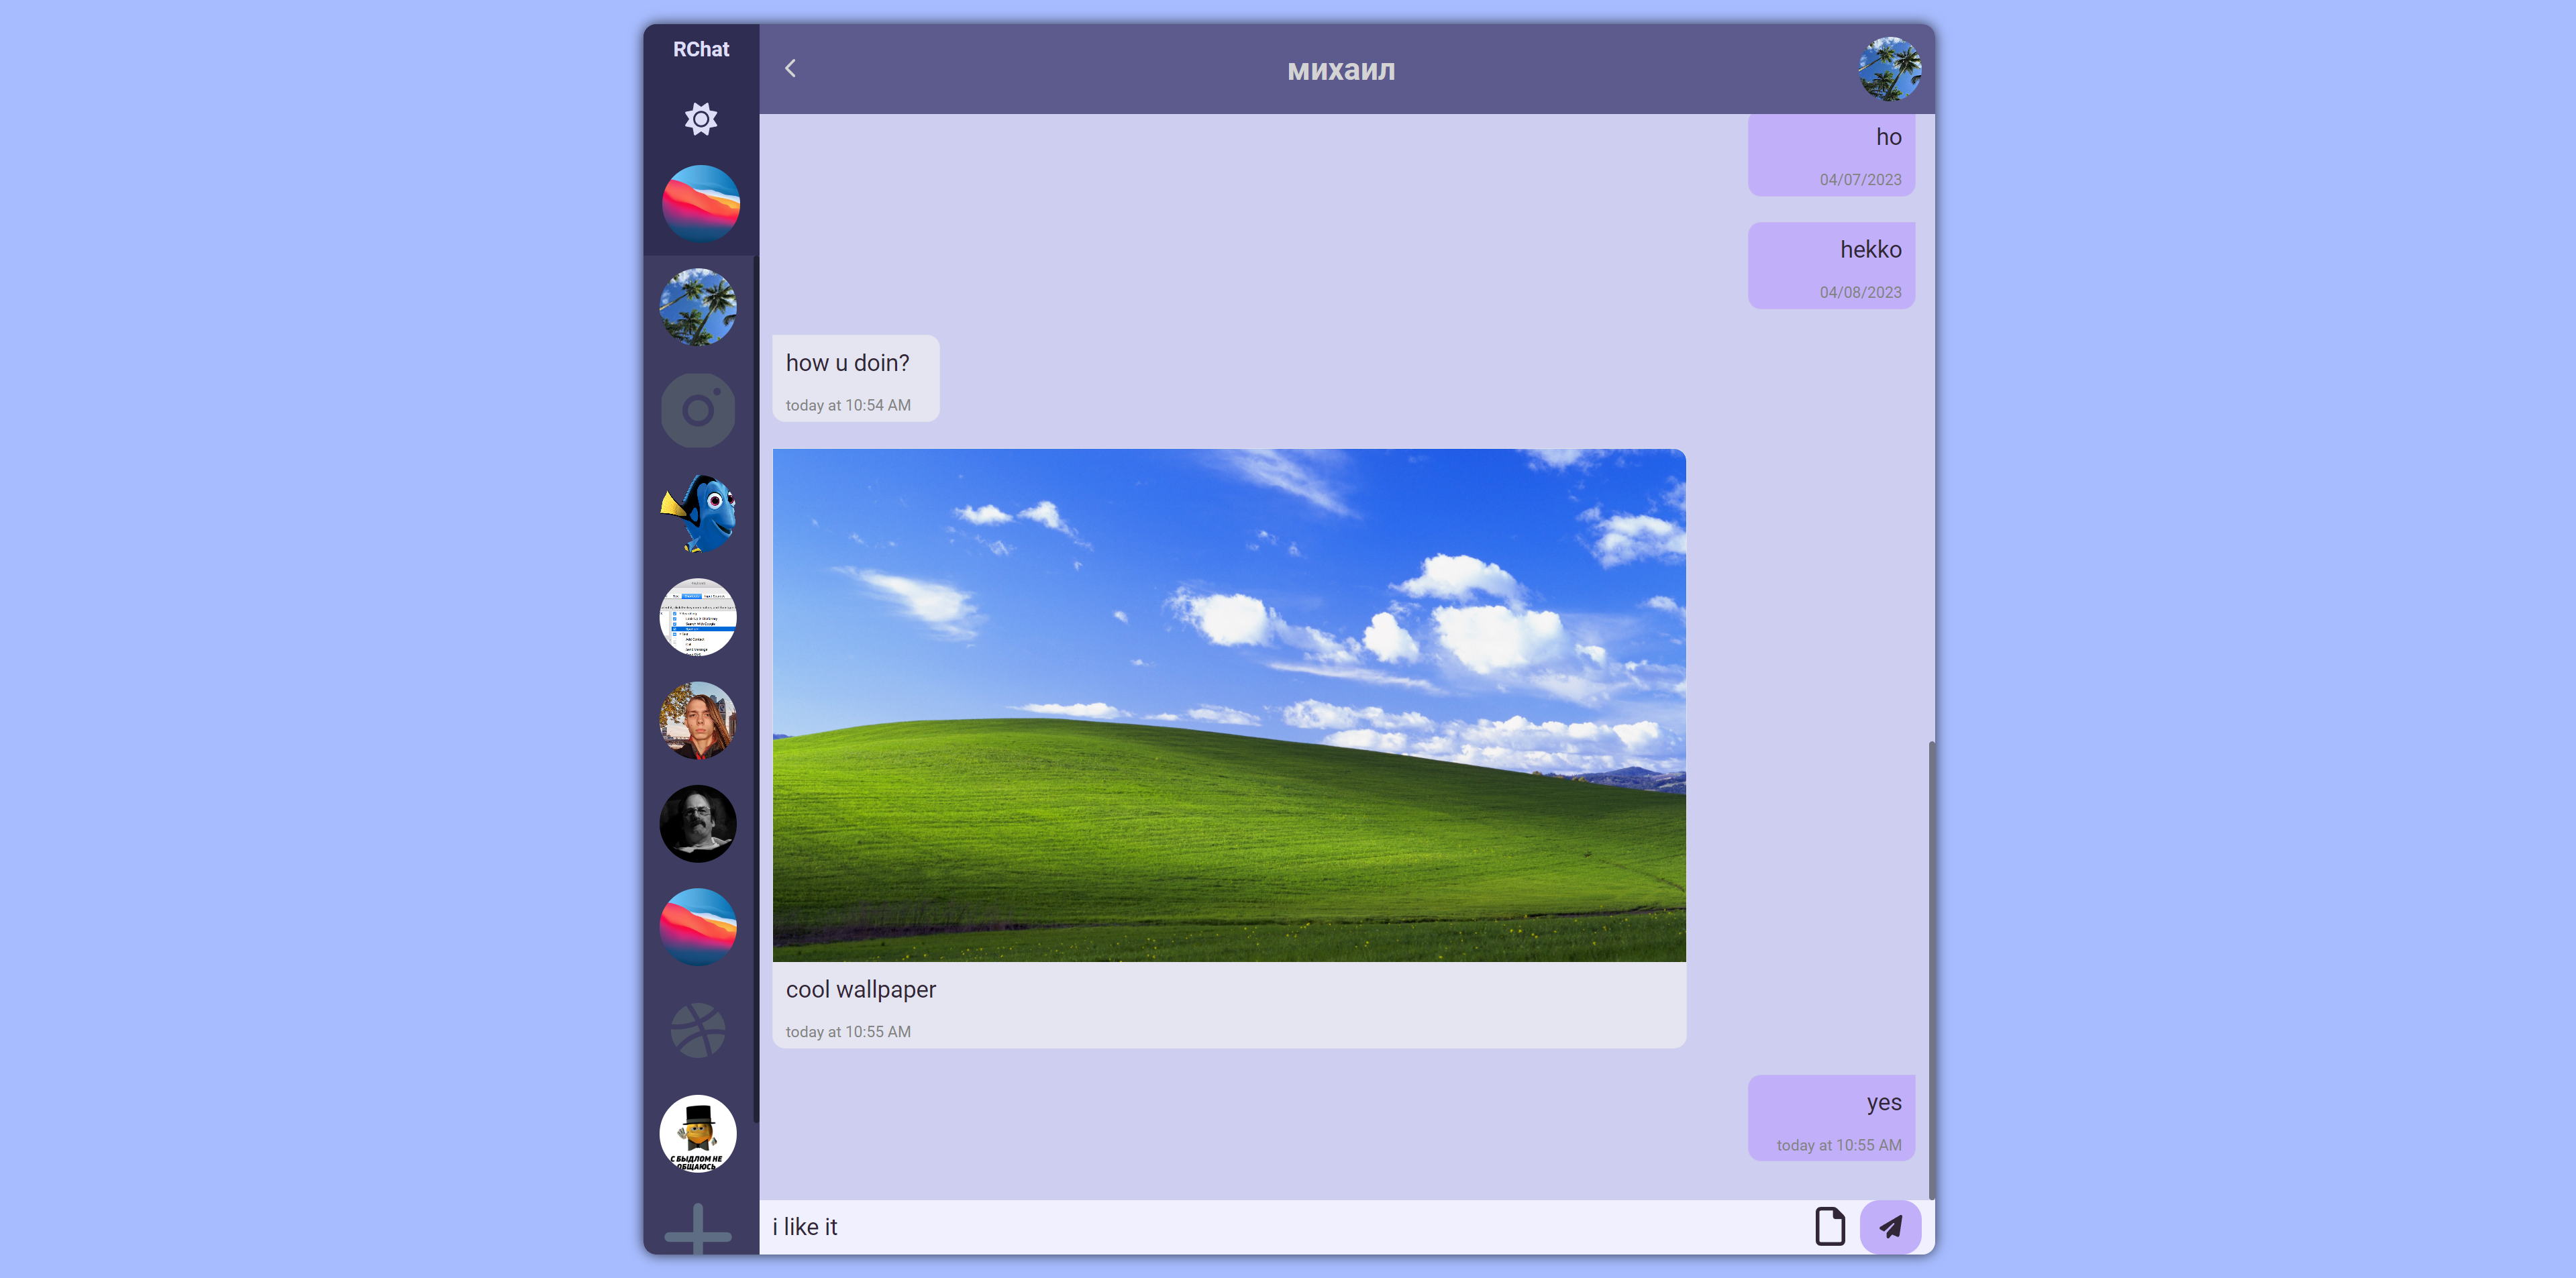 RChat
михаил
ho
04/07/2023
hekko
04/08/2023
how u doin?
today at 10:54 AM
cool wallpaper
today at 10:55 AM
yes
today at 10:55 AM
С БЫДЛОМ НЕ
ОБЩАЮСЬ
i like it